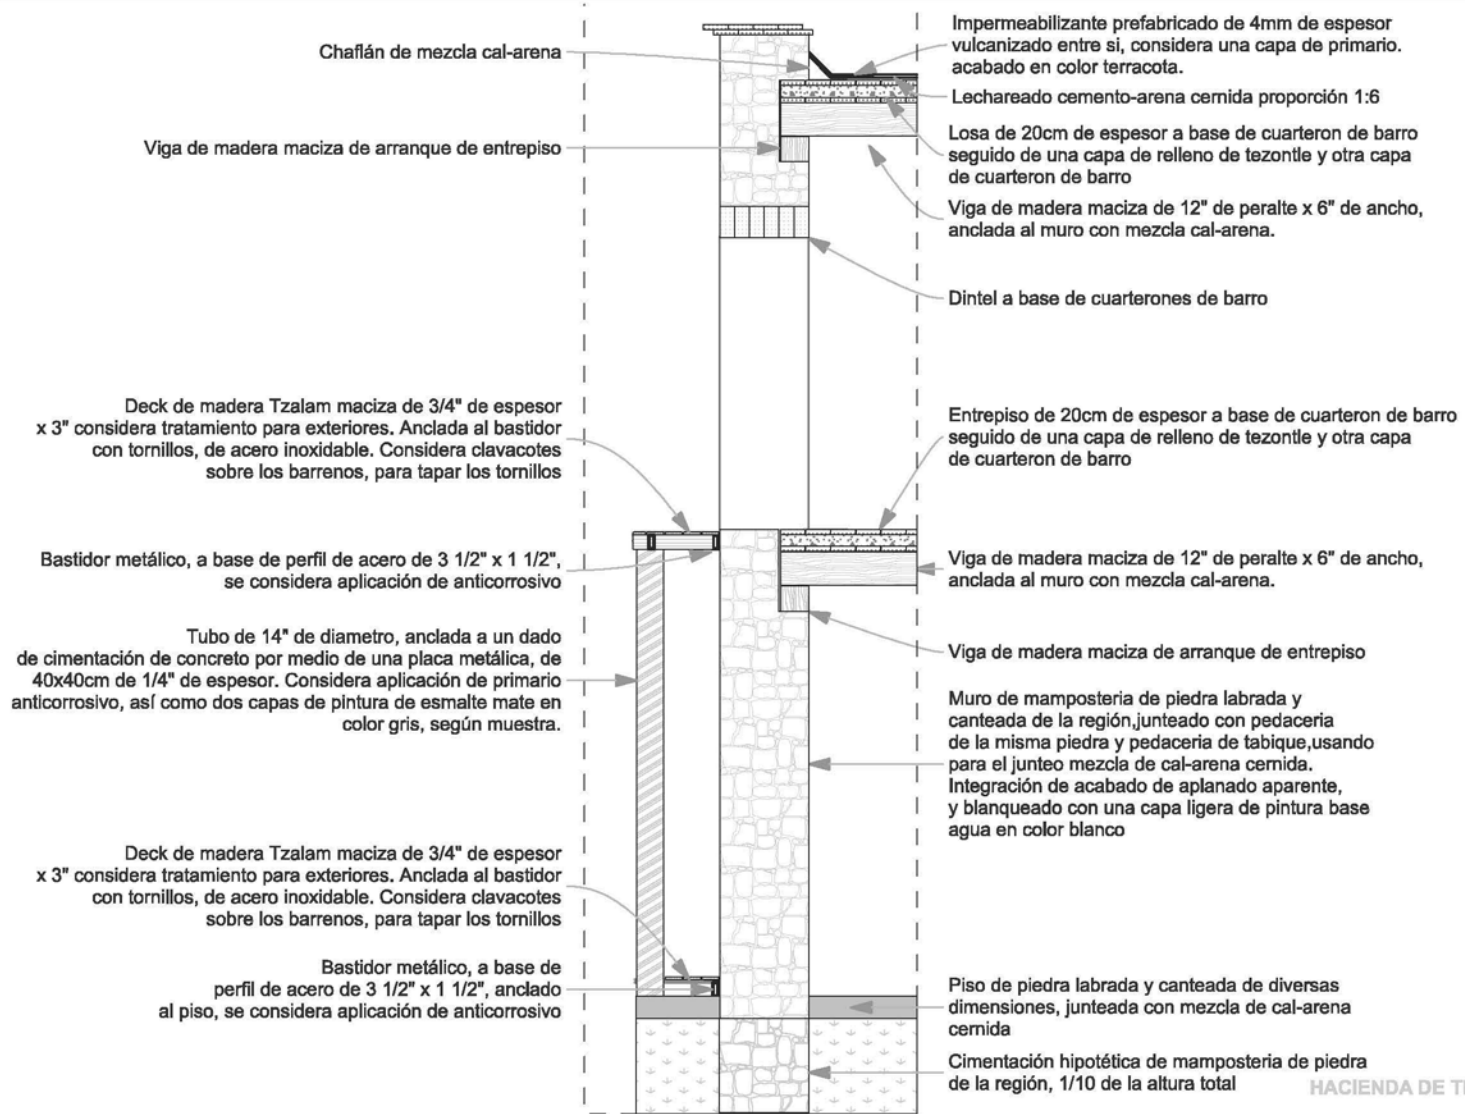 Chaflán de mezcla cal-arena
Viga de madera maciza de arranque de entrepiso
Deck de madera Tzalam maciza de 3/4" de espesor
x 3" considera tratamiento para exteriores. Anclada al bastidor
con tornillos, de acero inoxidable. Considera clavacotes
sobre los barrenos, para tapar los tornillos
Bastidor metálico, a base de perfil de acero de 3 1/2" x 1 1/2",
se considera aplicación de anticorrosivo
Tubo de 14" de diametro, anclada a un dado
de cimentación de concreto por medio de una placa metálica, de
40x40cm de 1/4" de espesor. Considera aplicación de primario
anticorrosivo, así como dos capas de pintura de esmalte mate en
color gris, según muestra.
Deck de madera Tzalam maciza de 3/4" de espesor
x 3" considera tratamiento para exteriores. Anclada al bastidor
con tornillos, de acero inoxidable. Considera clavacotes
sobre los barrenos, para tapar los tornillos
Bastidor metálico, a base de
perfil de acero de 3 1/2" x 1 1/2", anclado
al piso, se considera aplicación de anticorrosivo
Impermeabilizante prefabricado de 4mm de espesor
vulcanizado entre si, considera una capa de primario.
acabado en color terracota.
Lechareado cemento-arena cernida proporción 1:6
Losa de 20cm de espesor a base de cuarteron de barro
seguido de una capa de relleno de tezontle y otra capa
de cuarteron de barro
Viga de madera maciza de 12" de peralte x 6" de ancho,
anclada al muro con mezcla cal-arena.
Dintel a base de cuarterones de barro
Entrepiso de 20cm de espesor a base de cuarteron de barro
seguido de una capa de relleno de tezontle y otra capa
de cuarteron de barro
Viga de madera maciza de 12" de peralte x 6" de ancho,
anclada al muro con mezcla cal-arena.
Viga de madera maciza de arranque de entrepiso
Muro de mamposteria de piedra labrada y
canteada de la región,junteado con pedaceria
de la misma piedra y pedaceria de tabique,usando
para el junteo mezcla de cal-arena cernida.
Integración de acabado de aplanado aparente,
y blanqueado con una capa ligera de pintura base
agua en color blanco
Piso de piedra labrada y canteada de diversas
dimensiones, junteada con mezcla de cal-arena
cernida
Cimentación hipotética de mamposteria de piedra
de la región, 1/10 de la altura total
HACIENDA DE